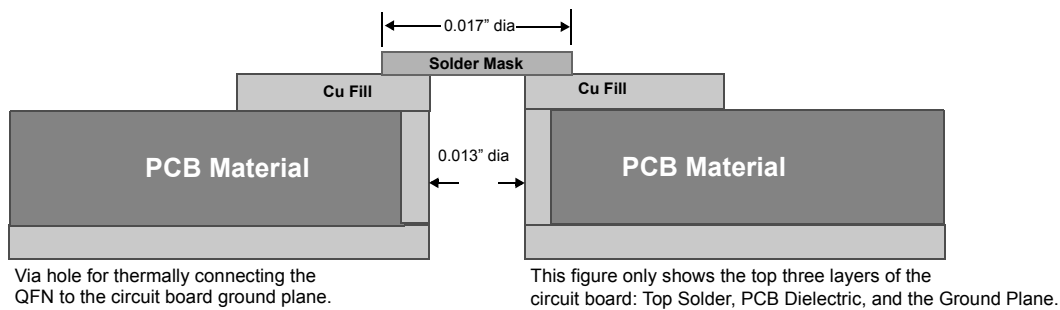 0.017” dia
Solder Mask
Cu Fill
Cu Fill
PCB Material
0.013” dia
PCB Material
Via hole for thermally connecting the
QFN to the circuit board ground plane.
This figure only shows the top three layers of the
circuit board: Top Solder, PCB Dielectric, and the Ground Plane.